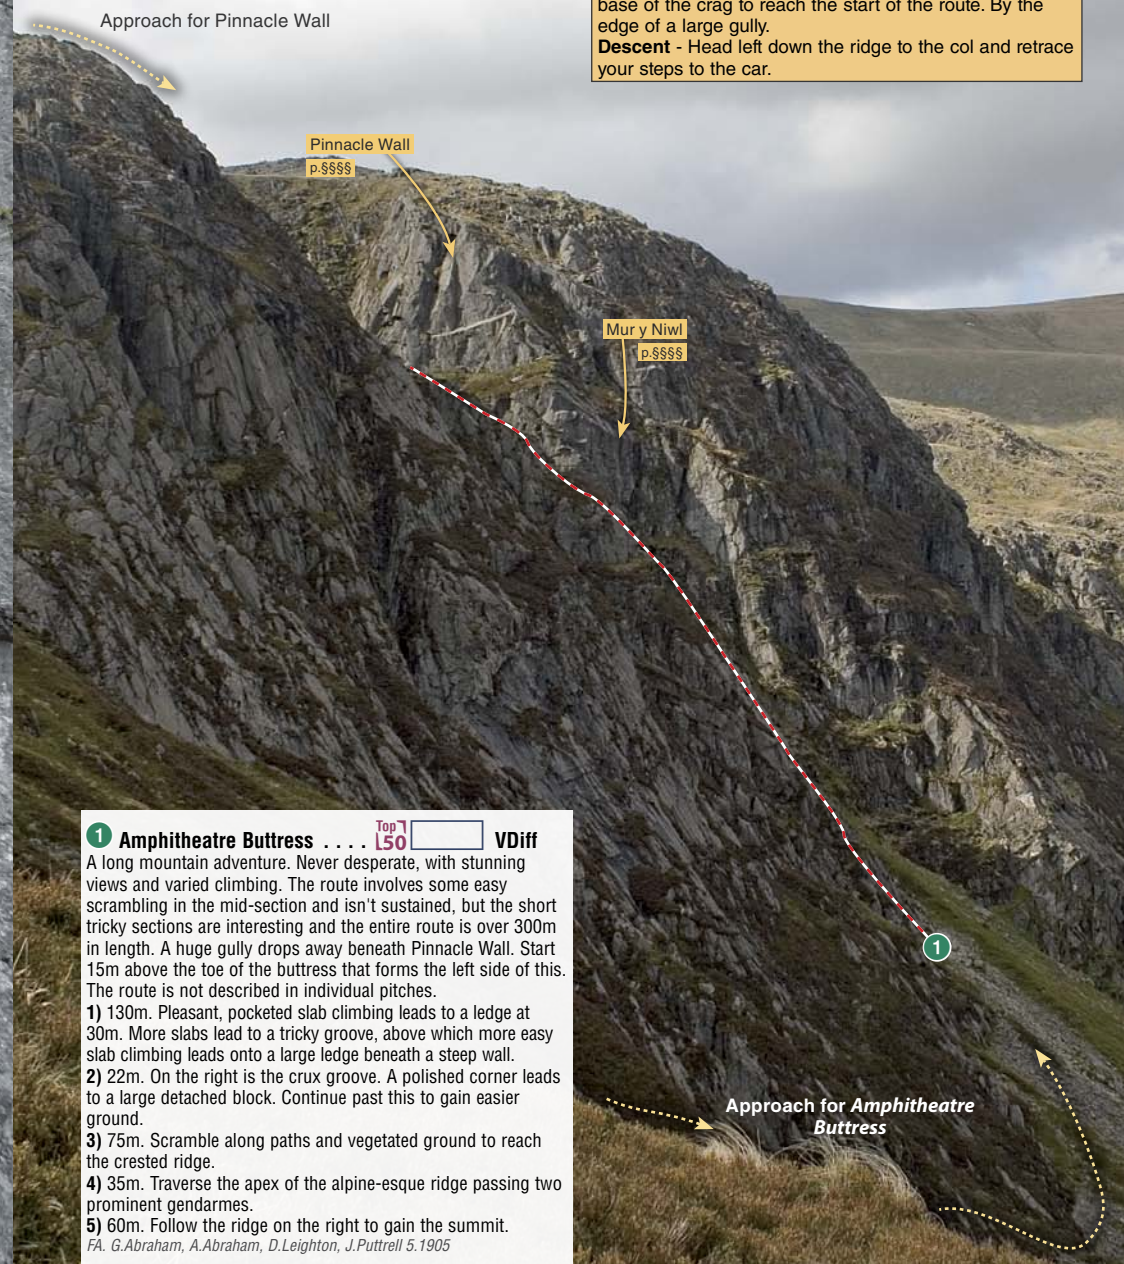 Approach for Pinnacle Wall
base of the crag to reach the start of the route. By the
edge of a large gully.
Descent - Head left down the ridge to the col and retrace
your steps to the car.
Pinnacle Wall
p.§§§§
Mur y Niwl
p.§§§§
1
Approach for Amphitheatre
Buttress
1 Amphitheatre Buttress . . . . Top 50 VDiff
A long mountain adventure. Never desperate, with stunning
views and varied climbing. The route involves some easy
scrambling in the mid-section and isn't sustained, but the short
tricky sections are interesting and the entire route is over 300m
in length. A huge gully drops away beneath Pinnacle Wall. Start
15m above the toe of the buttress that forms the left side of this.
The route is not described in individual pitches.
1) 130m. Pleasant, pocketed slab climbing leads to a ledge at
30m. More slabs lead to a tricky groove, above which more easy
slab climbing leads onto a large ledge beneath a steep wall.
2) 22m. On the right is the crux groove. A polished corner leads
to a large detached block. Continue past this to gain easier
ground.
3) 75m. Scramble along paths and vegetated ground to reach
the crested ridge.
4) 35m. Traverse the apex of the alpine-esque ridge passing two
prominent gendarmes.
5) 60m. Follow the ridge on the right to gain the summit.
FA. G.Abraham, A.Abraham, D.Leighton, J.Puttrell 5.1905